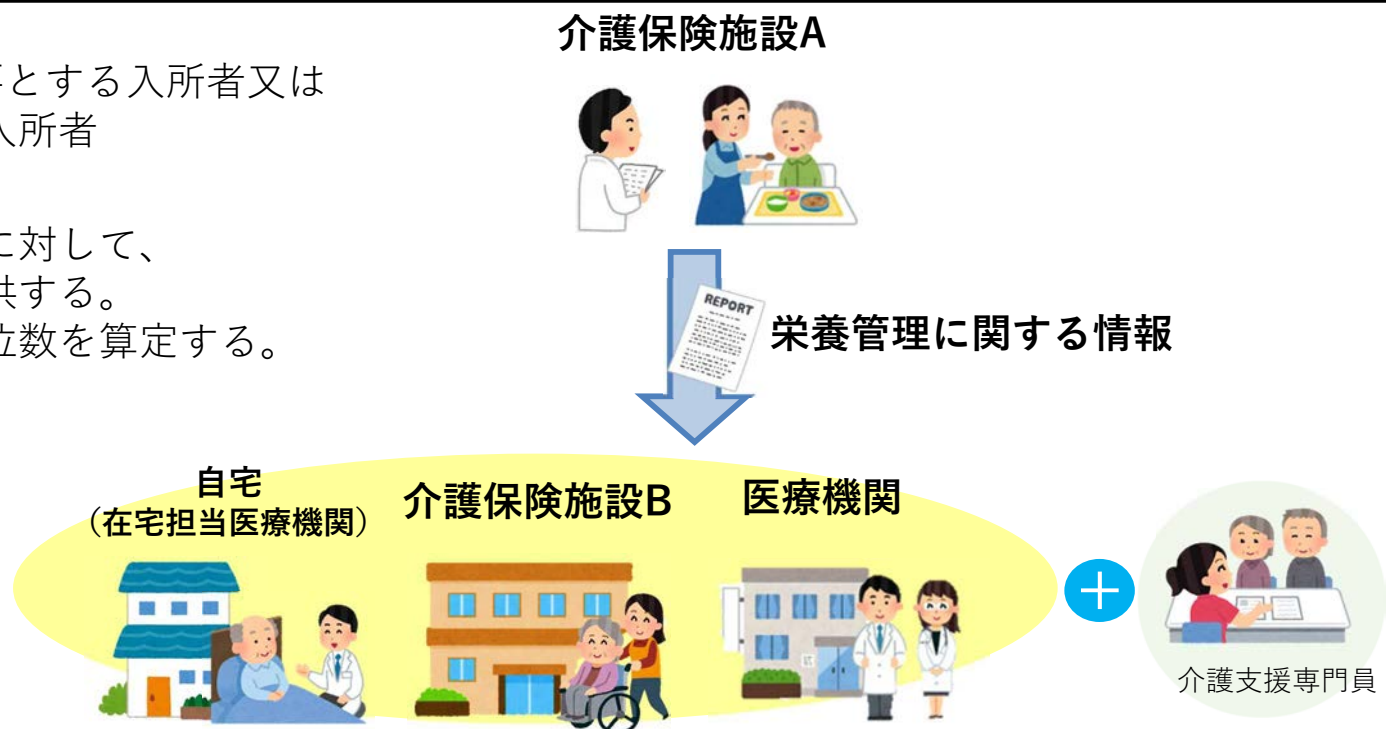 介護保険施設A
要とする入所者又は
入所者
に対して、
供する。
位数を算定する。
REPORT
栄養管理に関する情報
自宅
（在宅担当医療機関）
介護保険施設B
医療機関
＋
介護支援専門員